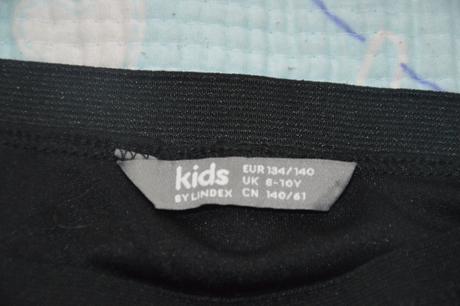 kids
BY LINDEX
EUR 134/140
UK 8-10Y
CN 140/61